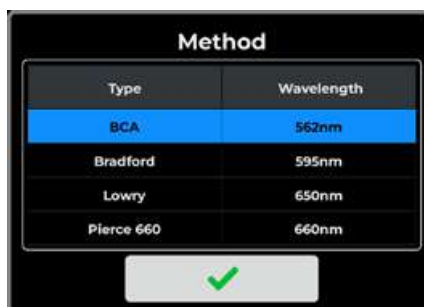 Method
Type Wavelength
BCA 562nm
Bradford 595nm
Lowry 650nm
Pierce 660 660nm